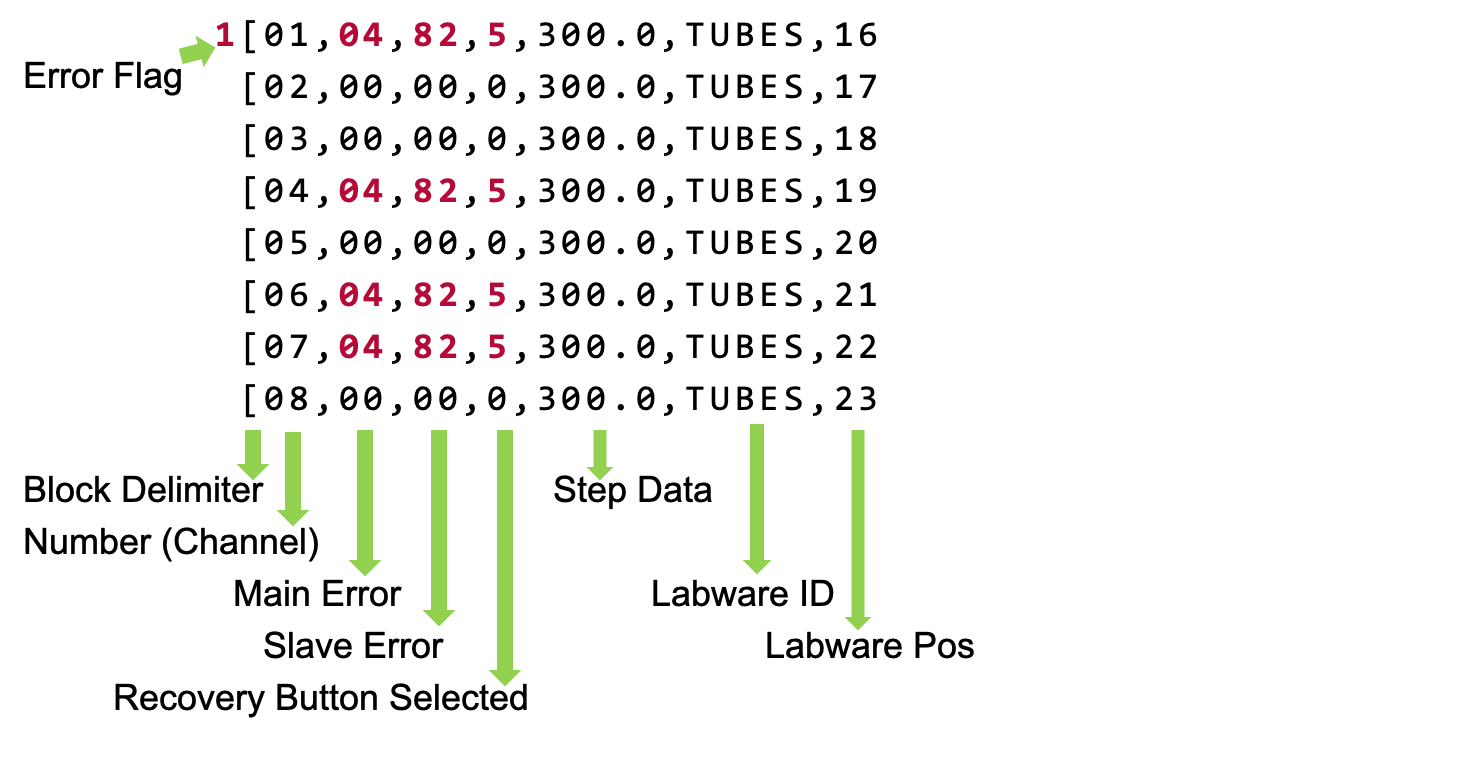 1[01,04,82,5,300.0,TUBES,16
Error Flag
[02,00,00,0,300.0,TUBES,17
[03,00,00,0,300.0,TUBES,18
[04,04,82,5,300.0,TUBES,19
[05,00,00,0,300.0,TUBES,20
[06,04,82,5,300.0,TUBES,21
[07,04,82,5,300.0,TUBES,22
[08,00,00,0,300.0,TUBES,23
Block Delimiter
Step Data
Number (Channel)
Main Error
Labware ID
Slave Error
Labware Pos
Recovery Button Selected